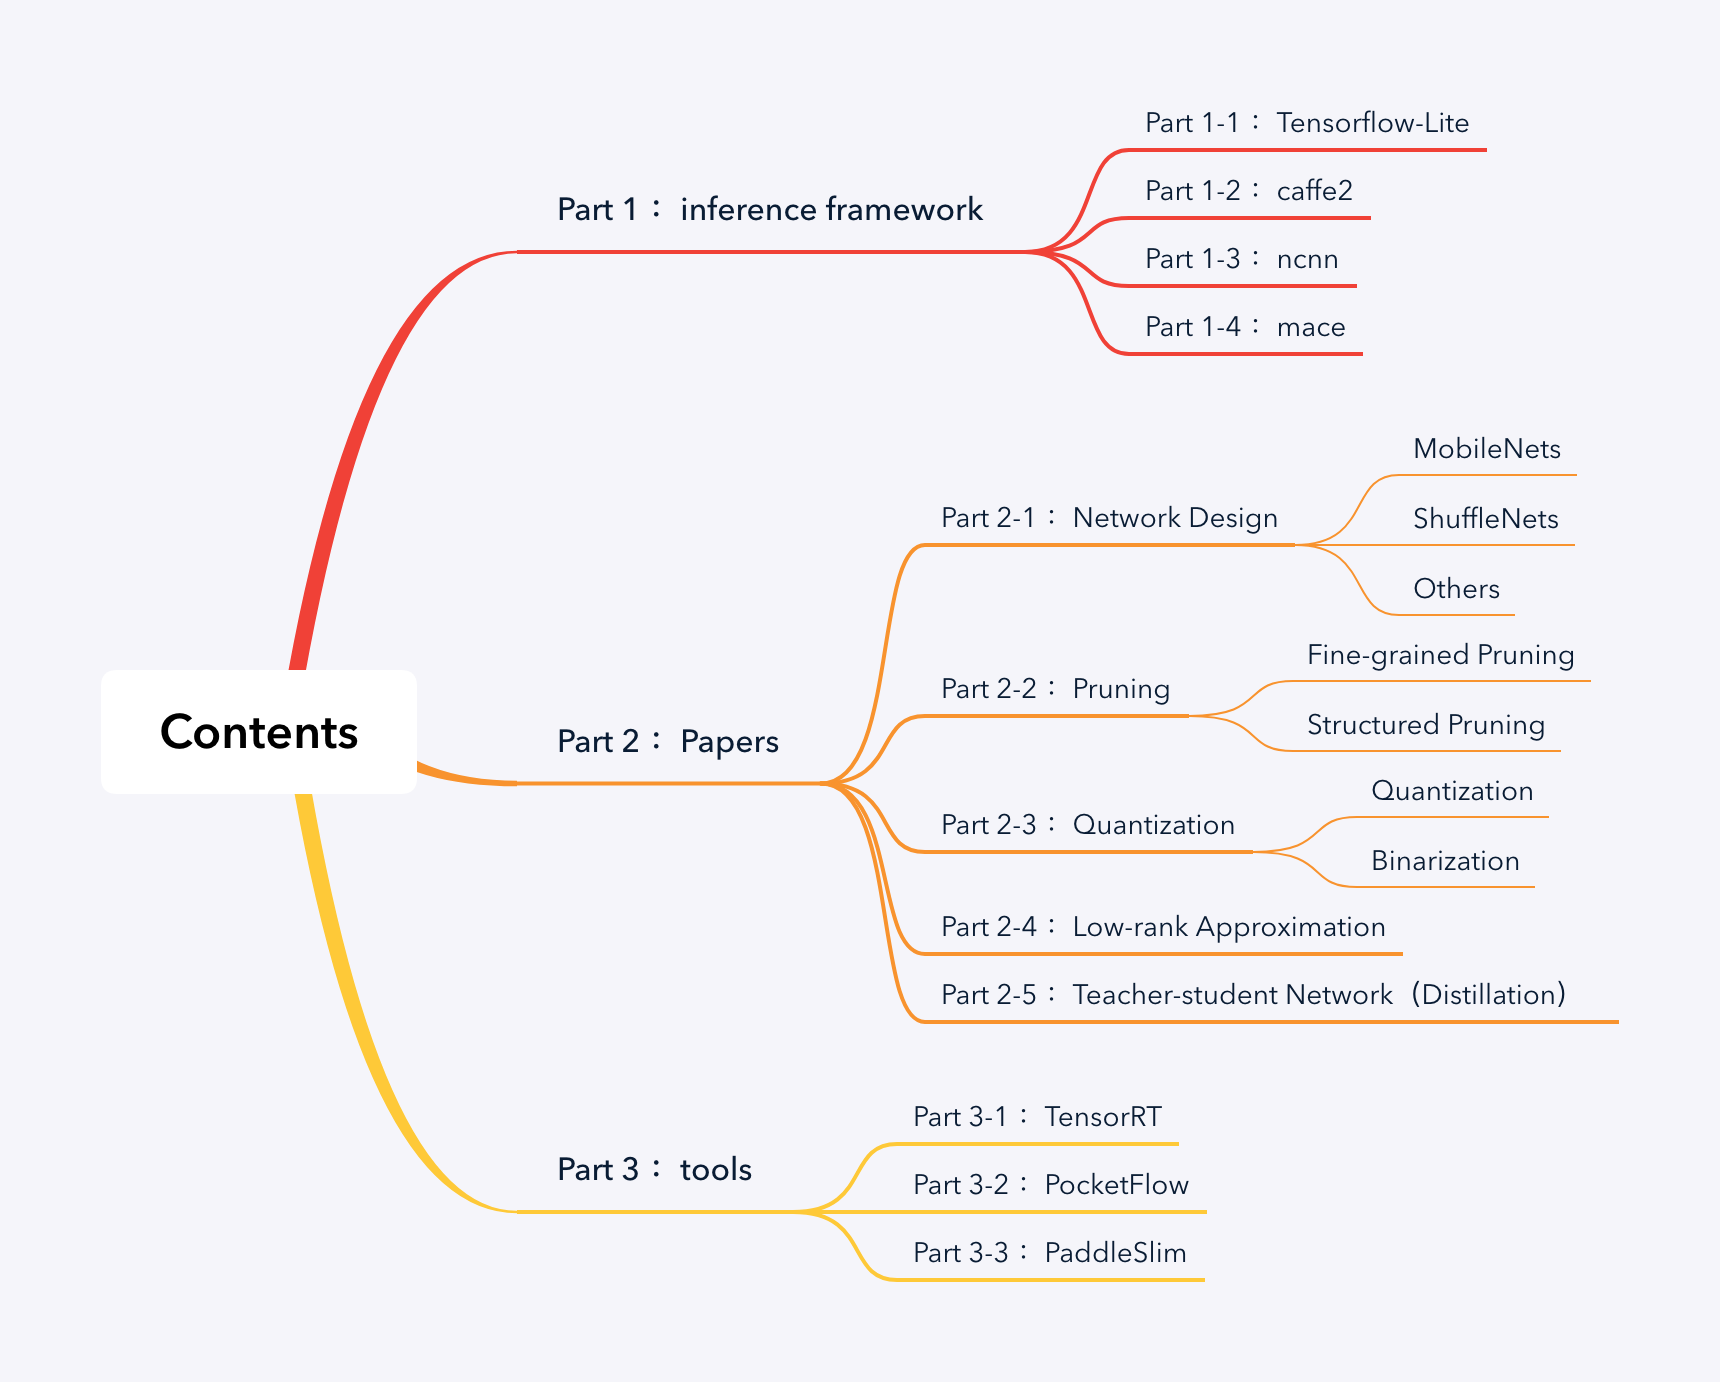 Contents
Part 1： inference framework
Part 1-1： Tensorflow-Lite
Part 1-2： caffe2
Part 1-3： ncnn
Part 1-4： mace
Part 2： Papers
Part 2-1： Network Design
MobileNets
ShuffleNets
Others
Part 2-2： Pruning
Fine-grained Pruning
Structured Pruning
Part 2-3： Quantization
Quantization
Binarization
Part 2-4： Low-rank Approximation
Part 2-5： Teacher-student Network（Distillation）
Part 3： tools
Part 3-1： TensorRT
Part 3-2： PocketFlow
Part 3-3： PaddleSlim